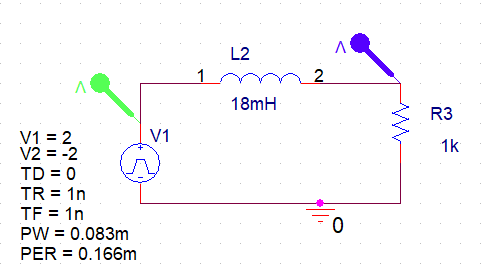 V
L2
1
2
18mH
V
R3
1k
V1
V1 = 2
V2 = -2
TD = 0
TR = 1n
TF = 1n
PW = 0.083m
PER = 0.166m
0